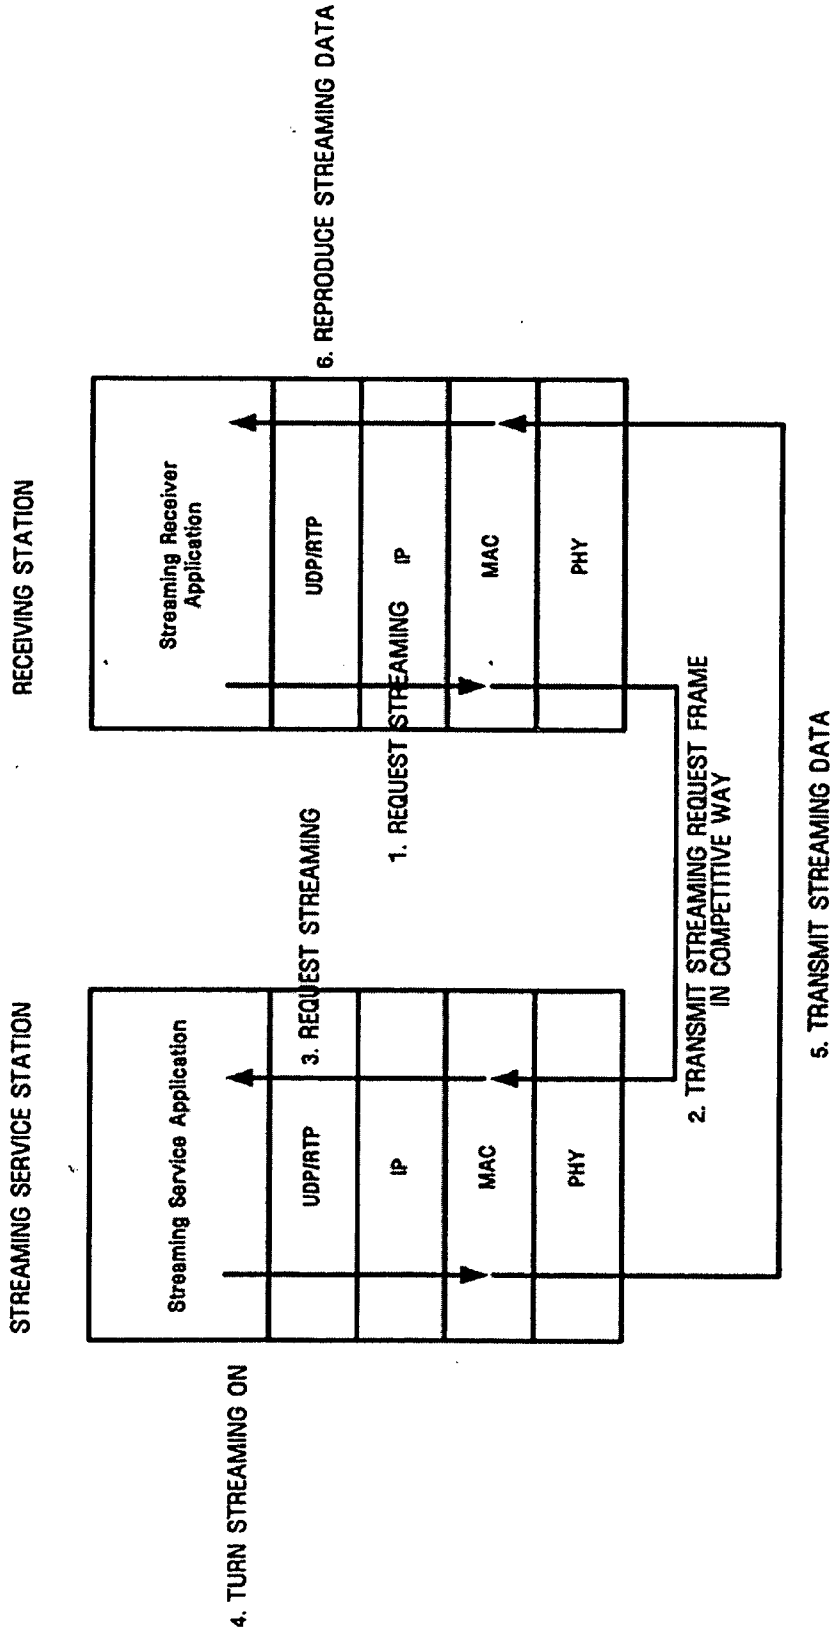 STREAMING SERVICE STATION
RECEIVING STATION
4. TURN STREAMING ON
Streaming Service Application
UDP/RTP
IP
MAC
PHY
3. REQUEST STREAMING
1. REQUEST STREAMING
Streaming Receiver
Application
UDP/RTP
IP
MAC
PHY
6. REPRODUCE STREAMING DATA
2. TRANSMIT STREAMING REQUEST FRAME
IN COMPETITIVE WAY
5. TRANSMIT STREAMING DATA